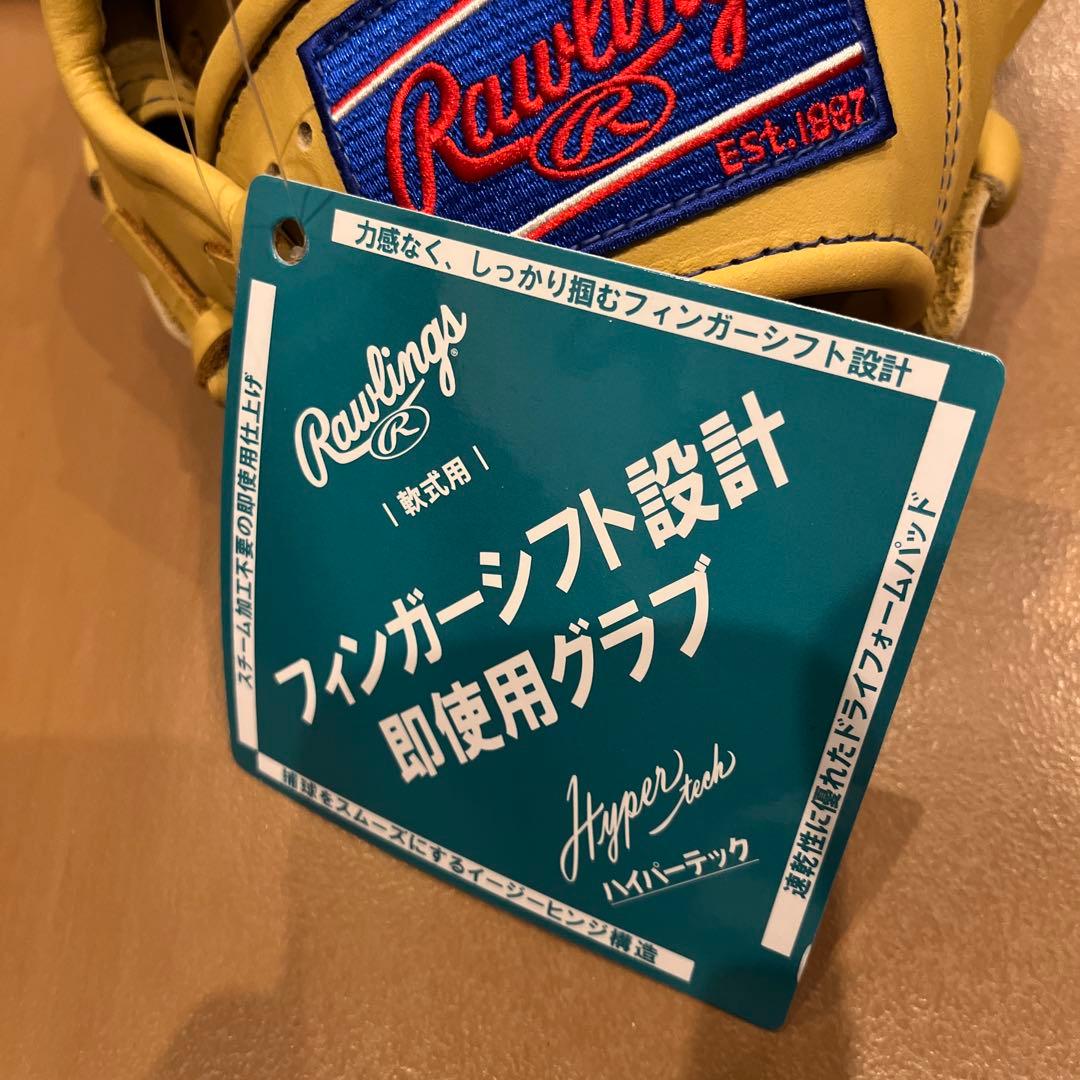 Rawlings
R
EST.1887
力感なく、しっかり掴むフィンガーシフト設計
Rawlings®
R
軟式用
フィンガーシフト設計
即使用グラブ
Hyper tech
ハイパーテック
スチーム加工不要の即使用仕上げ
速乾性に優れたドライフォームパッド
捕球をスムーズにするイージーヒンジ構造